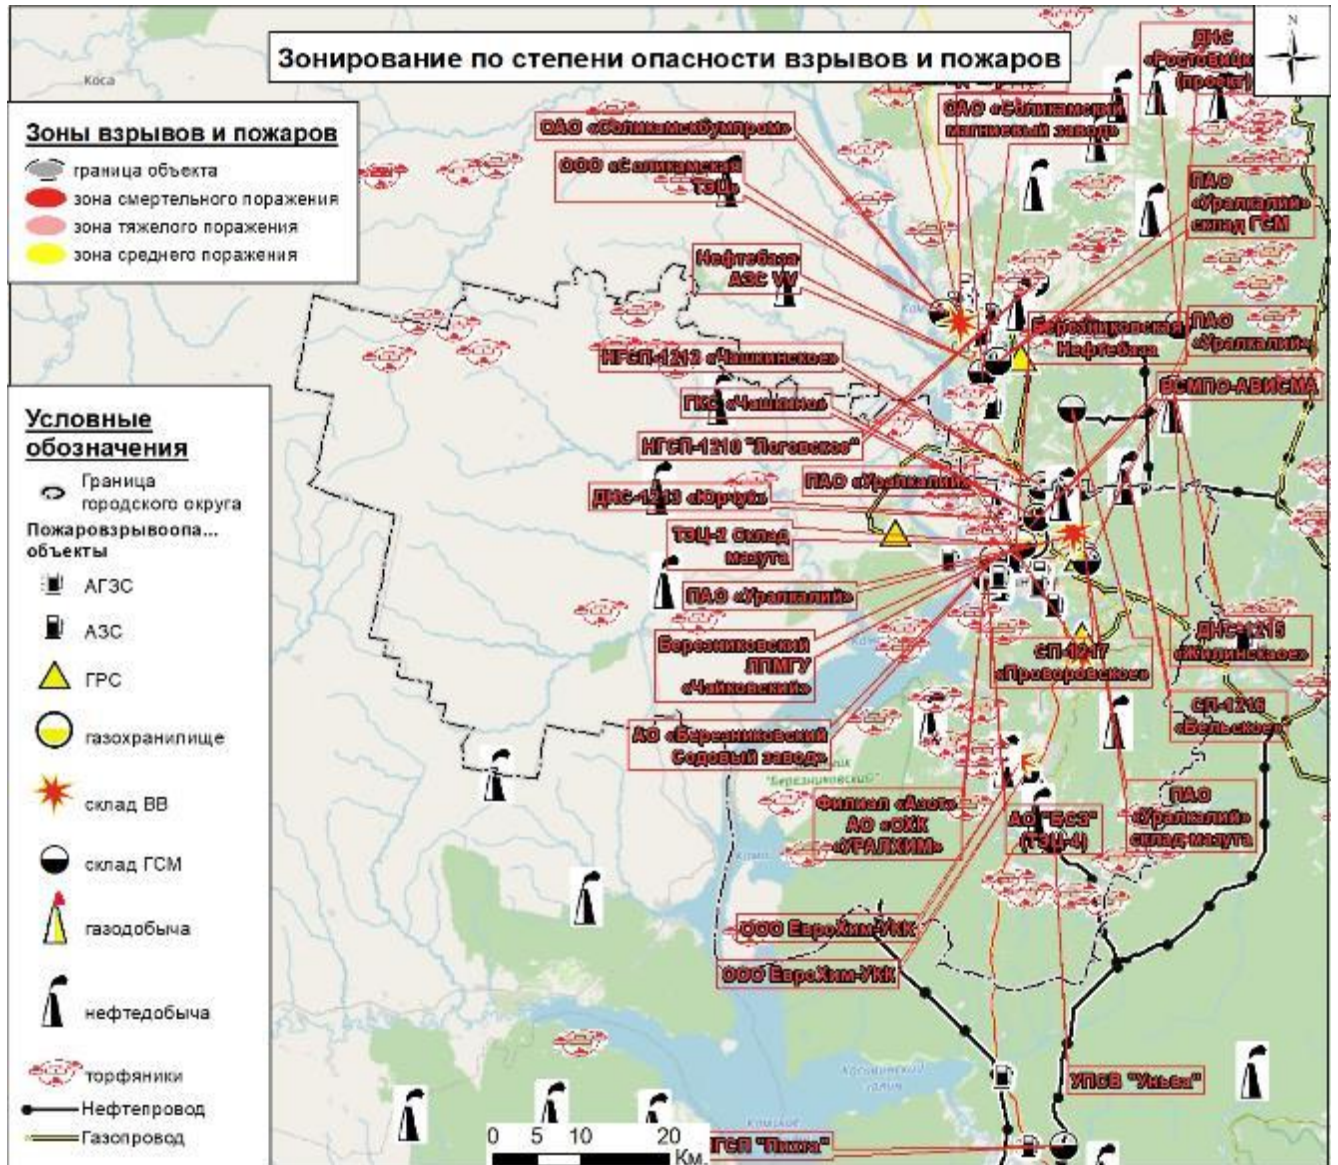 Зонирование по степени опасности взрывов и пожаров
N
Коса
Зоны взрывов и пожаров
граница объекта
зона смертельного поражения
зона тяжелого поражения
зона среднего поражения
Условные
обозначения
Граница
городского округа
Пожаровзрывоопа...
объекты
АГЗС
АЗС
ГРС
газохранилище
склад ВВ
склад ГСМ
газодобыча
нефтедобыча
торфяники
Нефтепровод
Газопровод
ДНС
(проект)
ОАО «Соликамскбумпром»
ОАО «Соликамский
магниевый завод»
ООО «Соликамская
ТЭЦ»
ПАО
«Уралкалий»
склад ГСМ
Нефтебаза
АЗС
Березниковская
Нефтебаза
ПАО
«Уралкалий»
НГСП-1213 «Чашкинское»
ВСМПО-АВИСМА
ГКС «Чашкино»
НГСП-1210 "Логовское"
ПАО «Уралкалий»
ДНС-1213 «Юрчук»
ТЭЦ-2 Склад
мазута
ПАО «Уралкалий»
Березниковский
ЛПМГУ
«Чайковский»
СП-1217
«Проворовское»
ДНС-1215
«Жилинское»
СП-1216
«Бельское»
АО «Березниковский
Содовый завод»
"Березниковский"
Филиал «Азот»
АО «ОХК
«УРАЛХИМ»
АО "БСЗ"
(ТЭЦ-4)
ПАО
«Уралкалий»
склад мазута
ООО ЕвроХим-УКК
ООО ЕвроХим-УКК
УПСВ "Уньва"
Камские
0 5 10 20
Км.